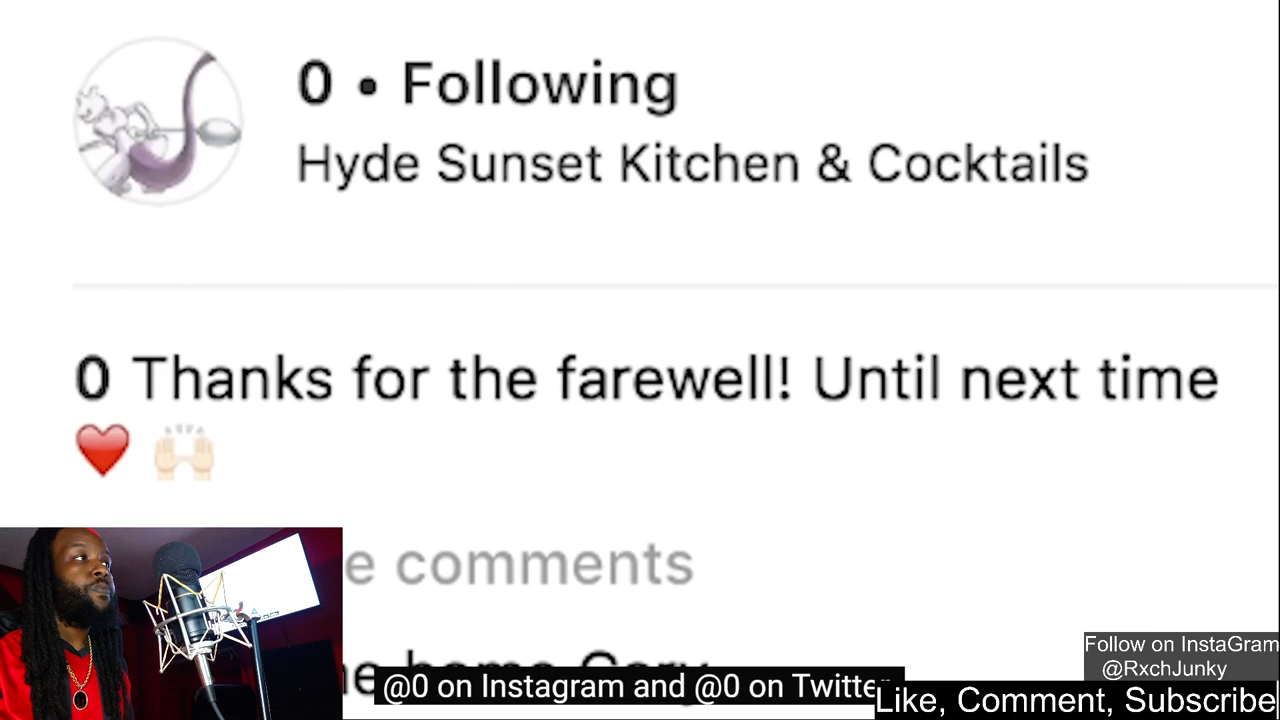 0 • Following
Hyde Sunset Kitchen & Cocktails
0 Thanks for the farewell! Until next time
❤️ 🙌🏻
e comments
@0 on Instagram and @0 on Twitter
Follow on InstaGram
@RxchJunky
Like, Comment, Subscribe